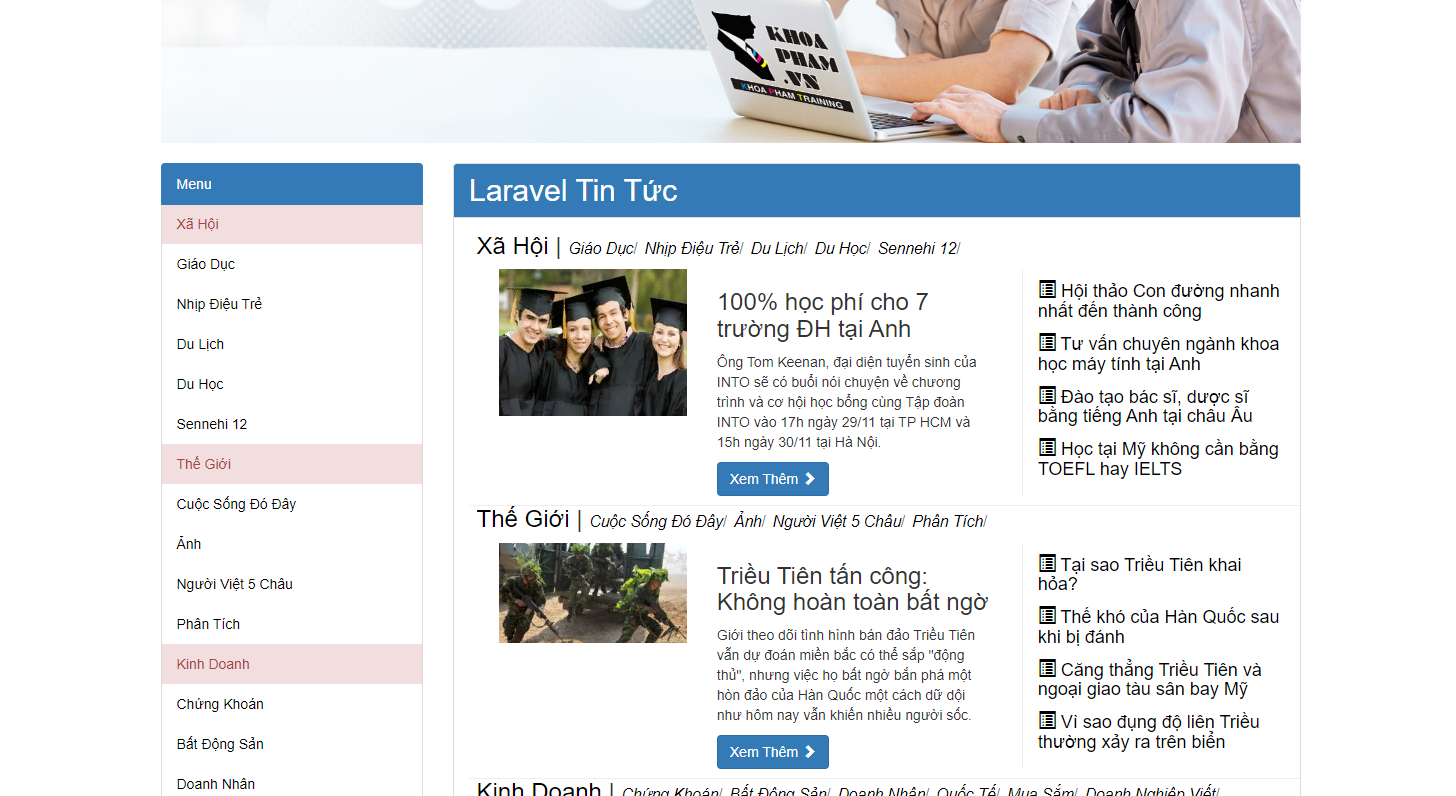 KHOA
PHAM
.VN
KHOA PHAM TRAINING
Menu
Xã Hội
Giáo Dục
Nhịp Điệu Trẻ
Du Lịch
Du Học
Sennehi 12
Thế Giới
Cuộc Sống Đó Đây
Ảnh
Người Việt 5 Châu
Phân Tích
Kinh Doanh
Chứng Khoán
Bất Động Sản
Doanh Nhân
Laravel Tin Tức
Xã Hội | Giáo Dục/ Nhịp Điệu Trẻ/ Du Lịch/ Du Học/ Sennehi 12/
100% học phí cho 7
trường ĐH tại Anh
Ông Tom Keenan, đại diện tuyển sinh của
INTO sẽ có buổi nói chuyện về chương
trình và cơ hội học bổng cùng Tập đoàn
INTO vào 17h ngày 29/11 tại TP HCM và
15h ngày 30/11 tại Hà Nội.
Xem Thêm
Hội thảo Con đường nhanh
nhất đến thành công
Tư vấn chuyên ngành khoa
học máy tính tại Anh
Đào tạo bác sĩ, dược sĩ
bằng tiếng Anh tại châu Âu
Học tại Mỹ không cần bằng
TOEFL hay IELTS
Thế Giới | Cuộc Sống Đó Đây/ Ảnh/ Người Việt 5 Châu/ Phân Tích/
Triều Tiên tấn công:
Không hoàn toàn bất ngờ
Giới theo dõi tình hình bán đảo Triều Tiên
vẫn dự đoán miền bắc có thể sắp "động
thủ", nhưng việc họ bất ngờ bắn phá một
hòn đảo của Hàn Quốc một cách dữ dội
như hôm nay vẫn khiến nhiều người sốc.
Xem Thêm
Tại sao Triều Tiên khai
hỏa?
Thế khó của Hàn Quốc sau
khi bị đánh
Căng thẳng Triều Tiên và
ngoại giao tàu sân bay Mỹ
Vì sao đụng độ liên Triều
thường xảy ra trên biển
Kinh Doanh | Chứng Khoán/ Bất Động Sản/ Doanh Nhân/ Quốc Tế/ Mua Sắm/ Doanh Nghiệp Viết/